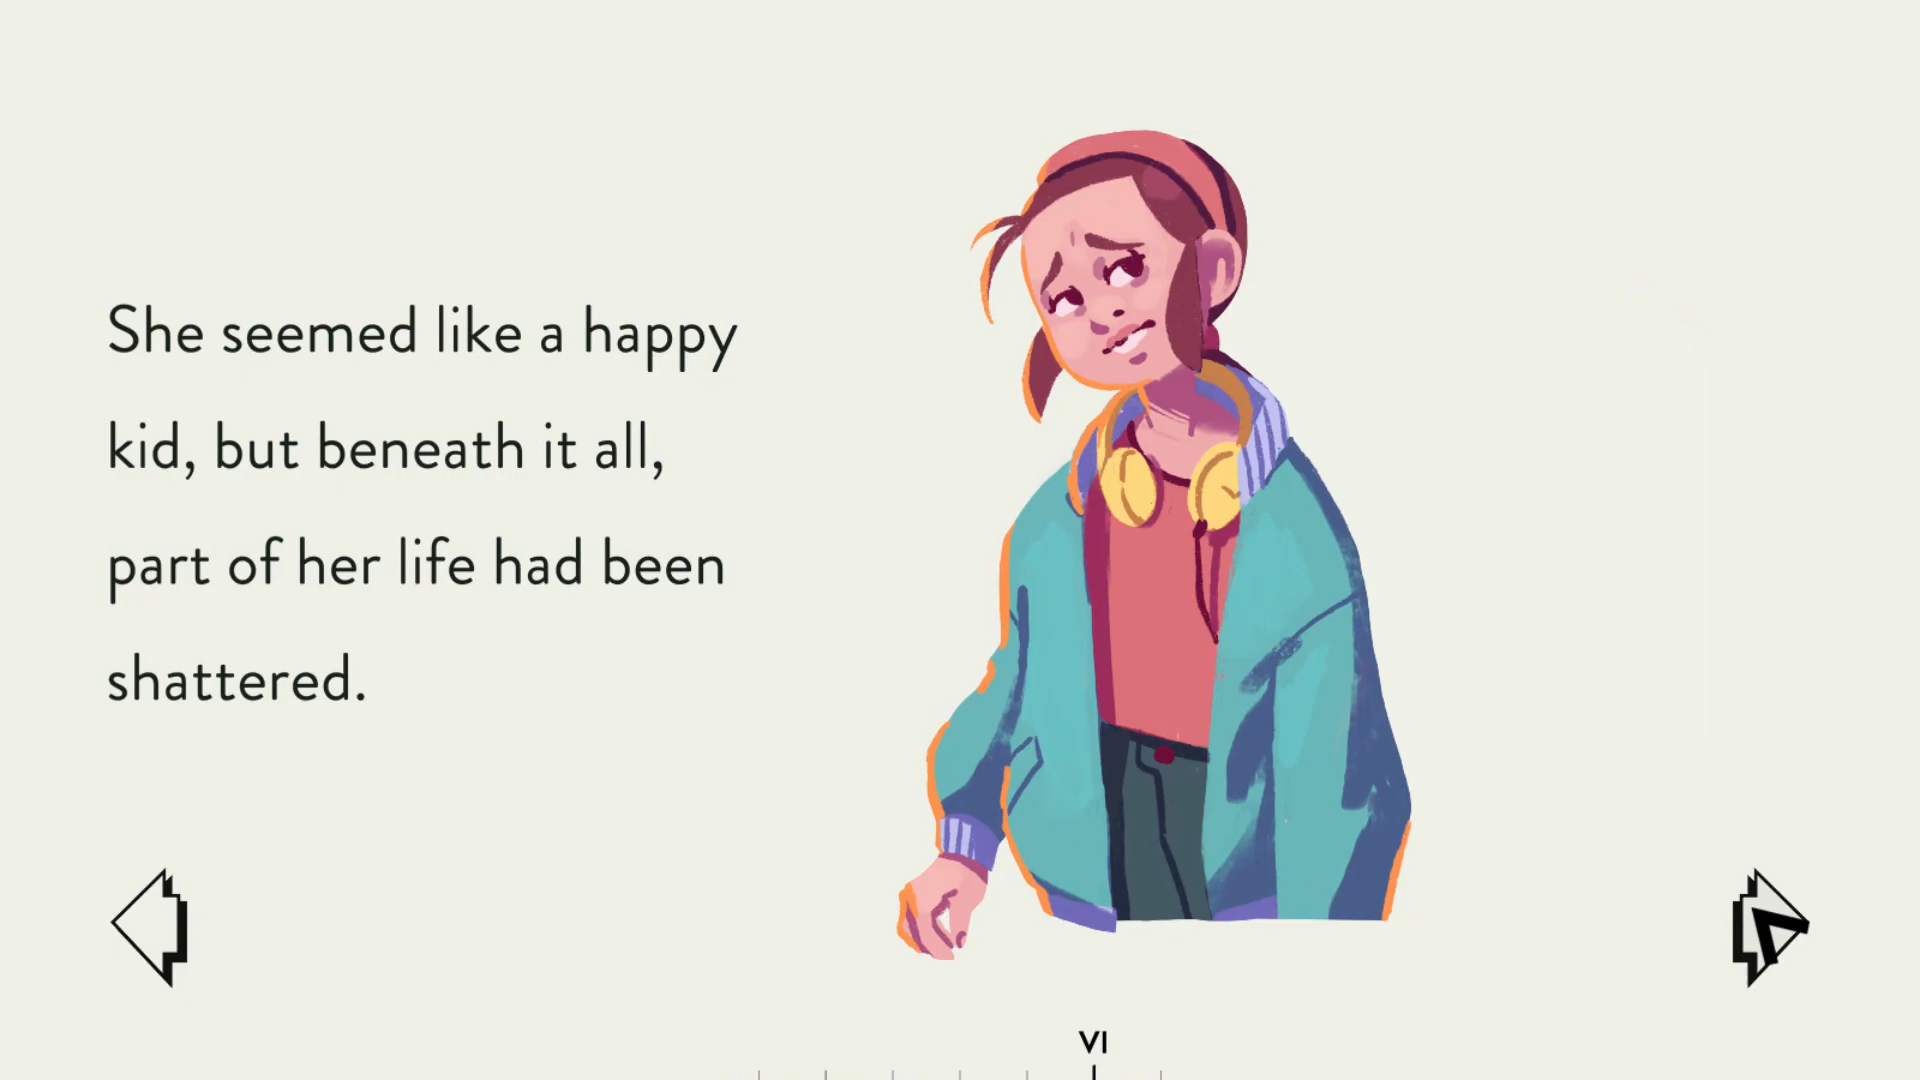 She seemed like a happy
kid, but beneath it all,
part of her life had been
shattered.
VI